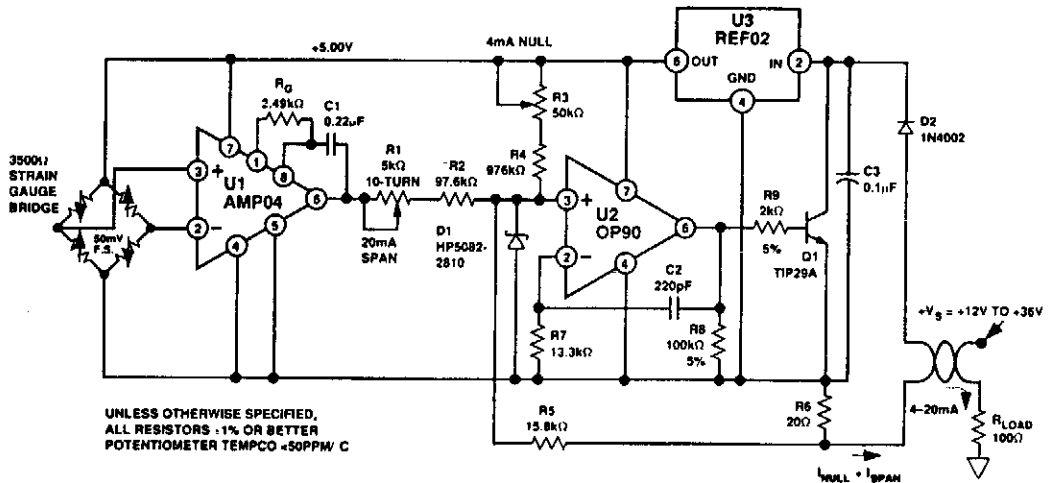 U3
REF02
6
OUT
IN
2
GND
4
+5.00V
4mA NULL
RG
2.49kΩ
C1
0.22µF
R3
50kΩ
D2
1N4002
3500Ω
STRAIN
GAUGE
BRIDGE
7
1
8
R1
5kΩ
10-TURN
R2
97.6kΩ
R4
976kΩ
C3
0.1µF
3
+
U1
AMP04
6
3
+
7
U2
OP90
6
R9
2kΩ
5%
Q1
TIP29A
50mV
F.S.
2
–
5
4
20mA
SPAN
D1
HP5082-
2810
2
–
4
C2
220pF
R7
13.3kΩ
R8
100kΩ
5%
+VS = +12V TO +36V
4–20mA
RLOAD
100Ω
R6
20Ω
R5
15.8kΩ
INULL + ISPAN
UNLESS OTHERWISE SPECIFIED,
ALL RESISTORS ±1% OR BETTER
POTENTIOMETER TEMPCO <50PPM/ C